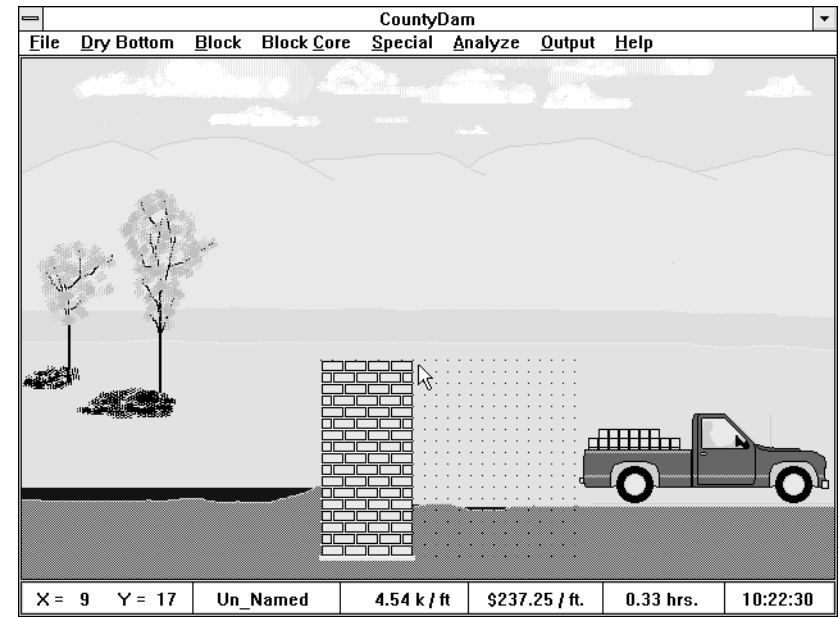 CountyDam
File Dry Bottom Block Block Core Special Analyze Output Help
X = 9 Y = 17 Un_Named 4.54 k / ft $237.25 / ft. 0.33 hrs. 10:22:30